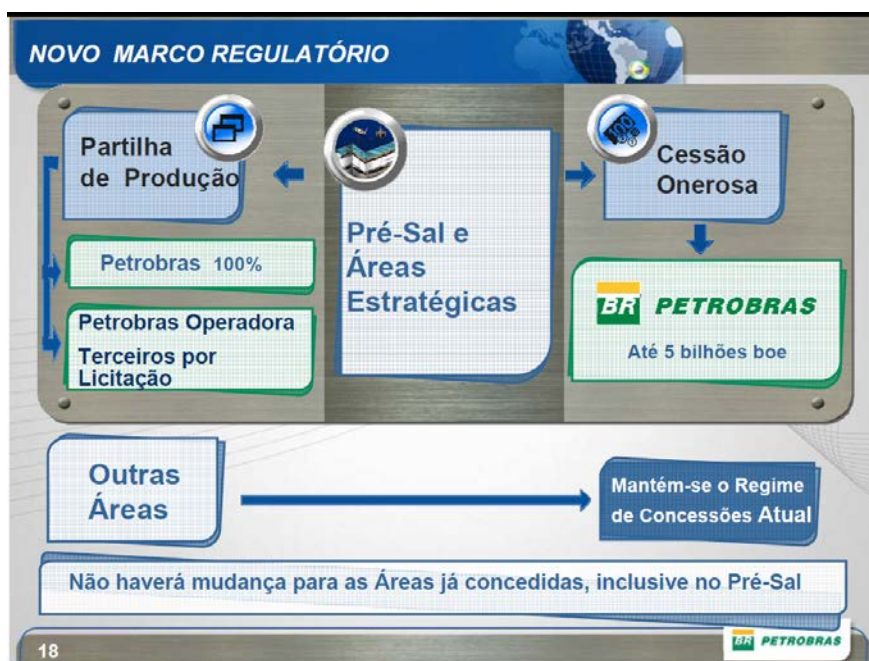 NOVO MARCO REGULATÓRIO
Partilha
de Produção
Petrobras 100%
Petrobras Operadora
Terceiros por
Licitação
Pré-Sal e
Áreas
Estratégicas
100
Cessão
Onerosa
BR PETROBRAS
Até 5 bilhões boe
Outras
Áreas
Mantém-se o Regime
de Concessões Atual
Não haverá mudança para as Áreas já concedidas, inclusive no Pré-Sal
18
BR PETROBRAS